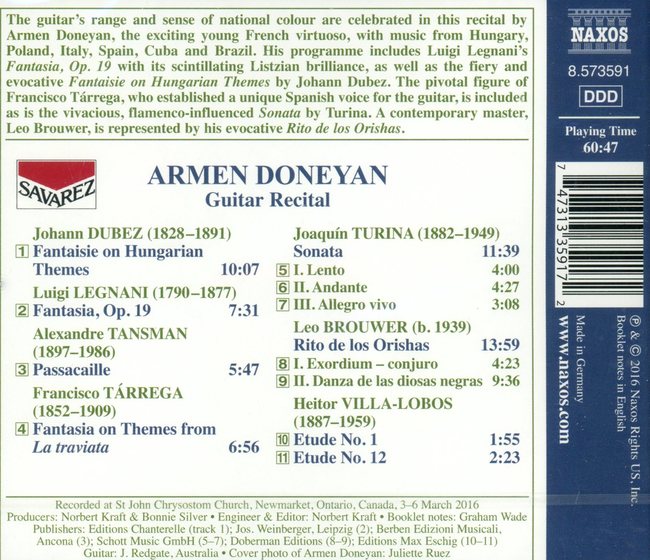 The guitar's range and sense of national colour are celebrated in this recital by
Armen Doneyan, the exciting young French virtuoso, with music from Hungary,
Poland, Italy, Spain, Cuba and Brazil. His programme includes Luigi Legnani's
Fantasia, Op. 19 with its scintillating Listzian brilliance, as well as the fiery and
evocative Fantaisie on Hungarian Themes by Johann Dubez. The pivotal figure of
Francisco Tárrega, who established a unique Spanish voice for the guitar, is included
as is the vivacious, flamenco-influenced Sonata by Turina. A contemporary master,
Leo Brouwer, is represented by his evocative Rito de los Orishas.
SAVAREZ
ARMEN DONEYAN
Guitar Recital
Johann DUBEZ (1828–1891)
1 Fantaisie on Hungarian
Themes 10:07
Luigi LEGNANI (1790–1877)
2 Fantasia, Op. 19 7:31
Alexandre TANSMAN
(1897–1986)
3 Passacaille 5:47
Francisco TÁRREGA
(1852–1909)
4 Fantasia on Themes from
La traviata 6:56
Joaquín TURINA (1882–1949)
Sonata 11:39
5 I. Lento 4:00
6 II. Andante 4:27
7 III. Allegro vivo 3:08
Leo BROUWER (b. 1939)
Rito de los Orishas 13:59
8 I. Exordium – conjuro 4:23
9 II. Danza de las diosas negras 9:36
Heitor VILLA-LOBOS
(1887–1959)
10 Etude No. 1 1:55
11 Etude No. 12 2:23
Recorded at St John Chrysostom Church, Newmarket, Ontario, Canada, 3–6 March 2016
Producers: Norbert Kraft & Bonnie Silver • Engineer & Editor: Norbert Kraft • Booklet notes: Graham Wade
Publishers: Editions Chanterelle (track 1); Jos. Weinberger, Leipzig (2); Berben Edizioni Musicali,
Ancona (3); Schott Music GmbH (5–7); Doberman Editions (8–9); Editions Max Eschig (10–11)
Guitar: J. Redgate, Australia • Cover photo of Armen Doneyan: Juliette Ruez
NAXOS
8.573591
DDD
Playing Time
60:47
7 47313 35917 2
℗ & © 2016 Naxos Rights US, Inc.
Booklet notes in English
Made in Germany
www.naxos.com